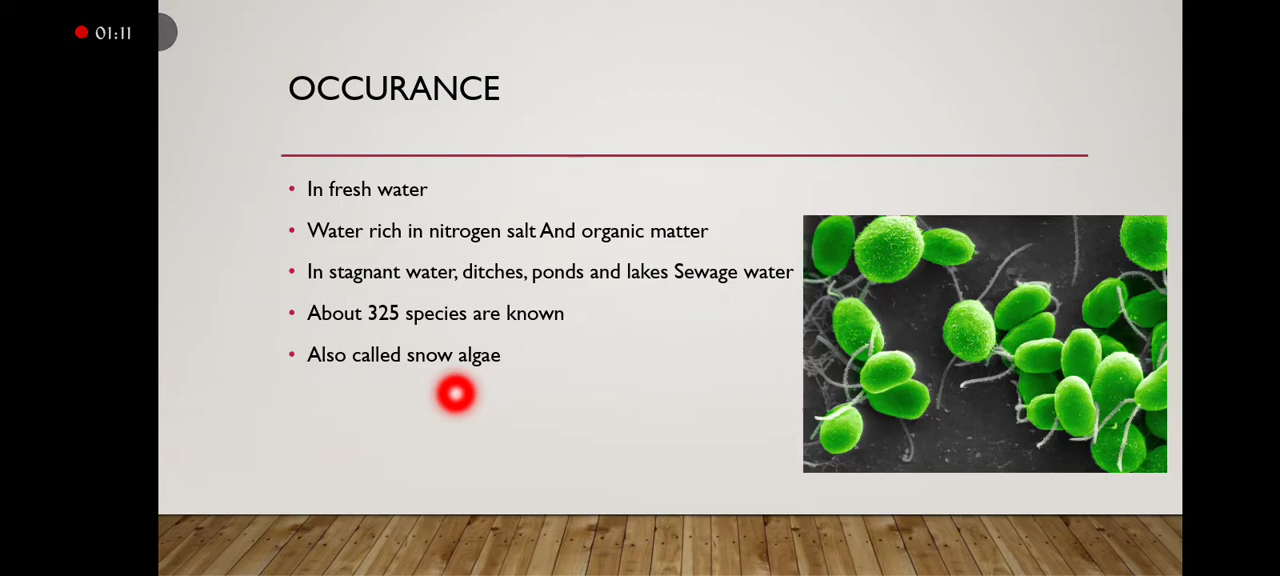 01:11
OCCURANCE
• In fresh water
• Water rich in nitrogen salt And organic matter
• In stagnant water, ditches, ponds and lakes Sewage water
• About 325 species are known
• Also called snow algae